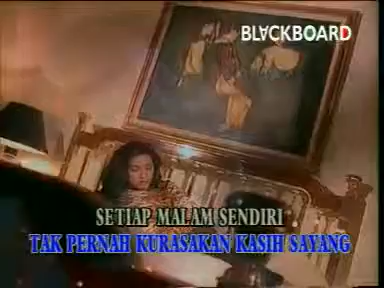 BLACKBOARD
SETIAP MALAM SENDIRI
TAK PERNAH KURASAKAN KASIH SAYANG